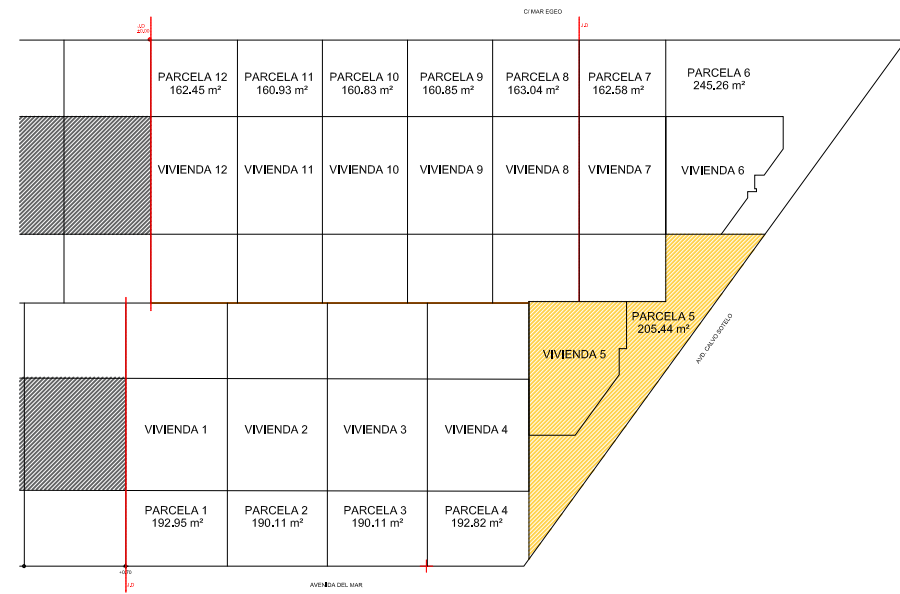 C/ MAR EGEO
J.D
±0.00
J.D
PARCELA 12
162.45 m²
PARCELA 11
160.93 m²
PARCELA 10
160.83 m²
PARCELA 9
160.85 m²
PARCELA 8
163.04 m²
PARCELA 7
162.58 m²
PARCELA 6
245.26 m²
VIVIENDA 12
VIVIENDA 11
VIVIENDA 10
VIVIENDA 9
VIVIENDA 8
VIVIENDA 7
VIVIENDA 6
PARCELA 5
205.44 m²
AVD. CALVO SOTELO
VIVIENDA 5
VIVIENDA 1
VIVIENDA 2
VIVIENDA 3
VIVIENDA 4
PARCELA 1
192.95 m²
PARCELA 2
190.11 m²
PARCELA 3
190.11 m²
PARCELA 4
192.82 m²
+0.70
J.D
AVENIDA DEL MAR